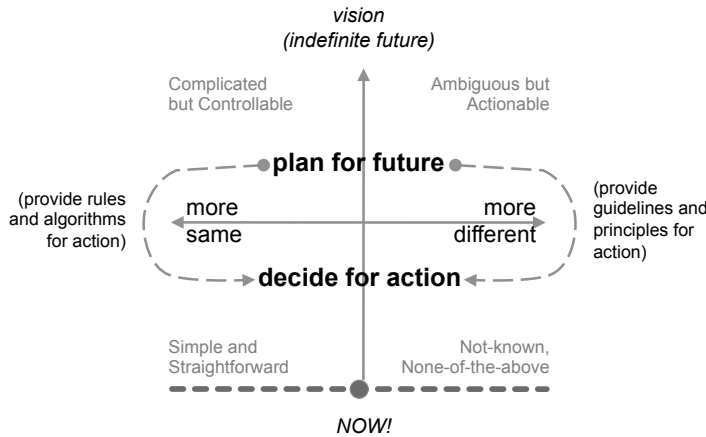 vision
(indefinite future)
Complicated
but Controllable
Ambiguous but
Actionable
plan for future
(provide rules
and algorithms
for action)
more
same
more
different
(provide
guidelines and
principles for
action)
decide for action
Simple and
Straightforward
Not-known,
None-of-the-above
NOW!